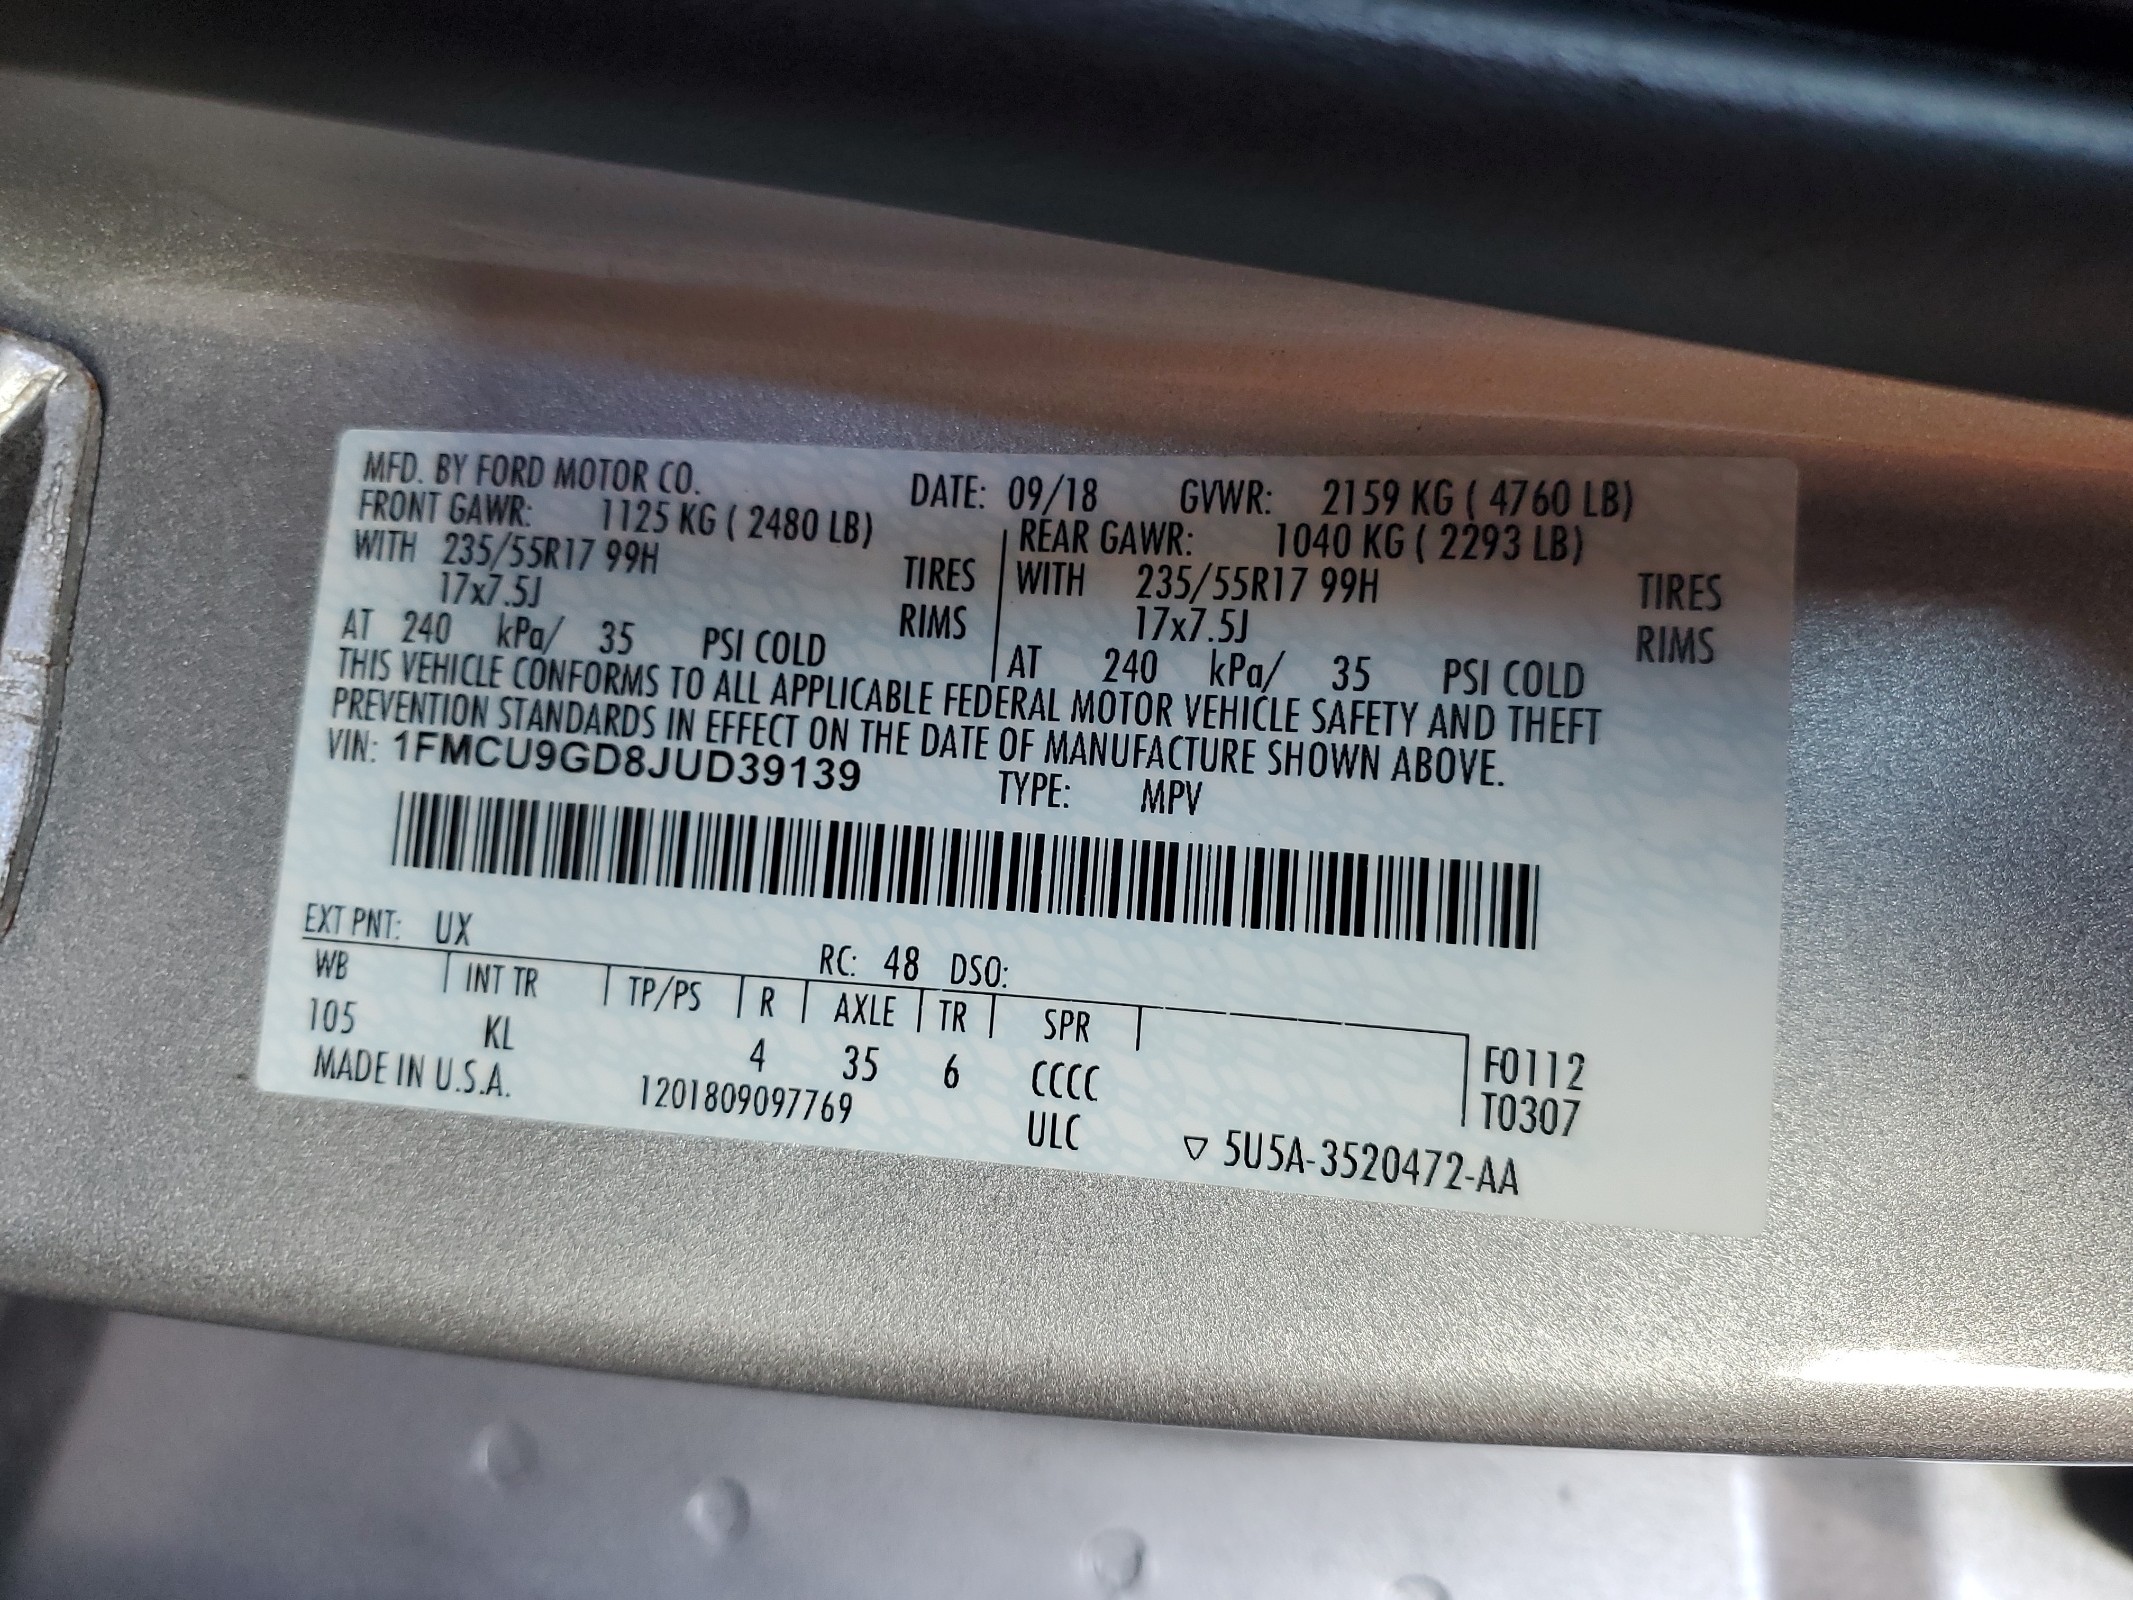 MFD. BY FORD MOTOR CO. DATE: 09/18 GVWR: 2159 KG ( 4760 LB)
FRONT GAWR: 1125 KG ( 2480 LB) REAR GAWR: 1040 KG ( 2293 LB)
WITH 235/55R17 99H TIRES WITH 235/55R17 99H TIRES
17x7.5J RIMS 17x7.5J RIMS
AT 240 kPa/ 35 PSI COLD AT 240 kPa/ 35 PSI COLD
THIS VEHICLE CONFORMS TO ALL APPLICABLE FEDERAL MOTOR VEHICLE SAFETY AND THEFT
PREVENTION STANDARDS IN EFFECT ON THE DATE OF MANUFACTURE SHOWN ABOVE.
VIN: 1FMCU9GD8JUD39139 TYPE: MPV
EXT PNT: UX RC: 48 DSO:
WB INT TR TP/PS R AXLE TR SPR
105 KL 4 35 6 CCCC F0112
ULC T0307
MADE IN U.S.A. 1201809097769 ▽ 5U5A-3520472-AA